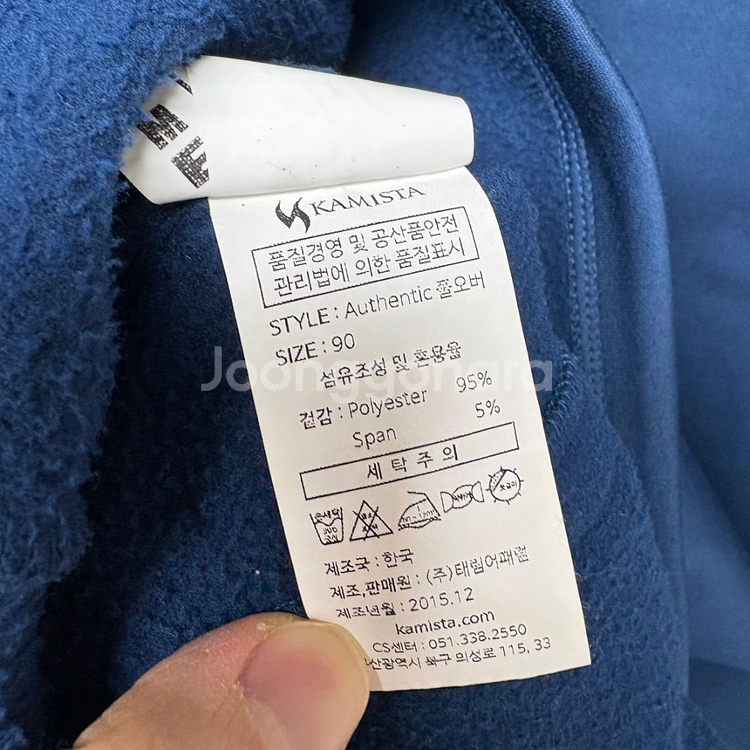 KAMISTA
품질경영 및 공산품안전
관리법에 의한 품질표시
STYLE : Authentic 풀오버
SIZE : 90
섬유조성 및 혼용율
Joonggonara
겉감 : Polyester 95%
Span 5%
세 탁 주 의
제조국 : 한국
제조,판매원 : (주)태림어패럴
제조년월 : 2015.12
kamista.com
CS센터 : 051.338.2550
산광역시 북구 의성로 115, 33